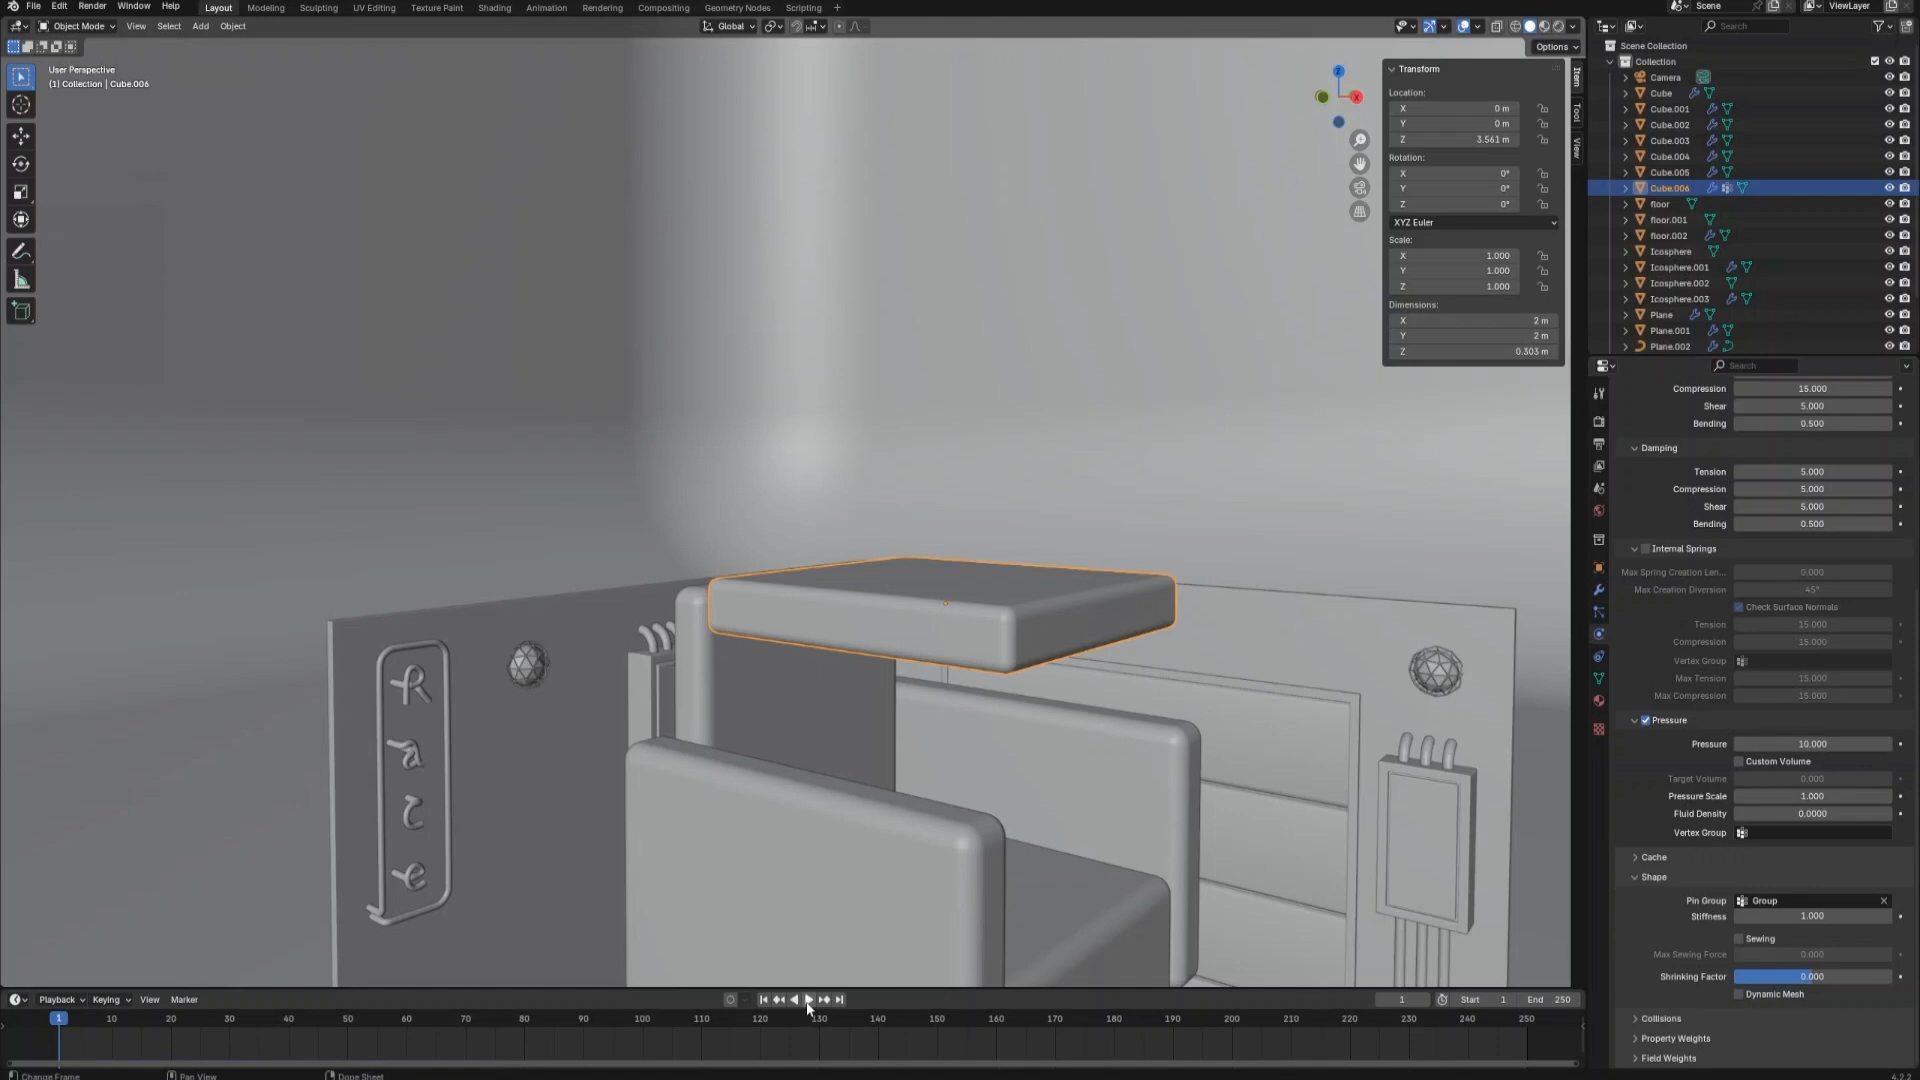 File Edit Render Window Help Layout Modeling Sculpting UV Editing Texture Paint Shading Animation Rendering Compositing Geometry Nodes Scripting + Scene ViewLayer
Object Mode View Select Add Object Global Search
Options
User Perspective
(1) Collection | Cube.006
Z
X
Transform
Location:
X 0 m
Y 0 m
Z 3.561 m
Rotation:
X 0°
Y 0°
Z 0°
XYZ Euler
Scale:
X 1.000
Y 1.000
Z 1.000
Dimensions:
X 2 m
Y 2 m
Z 0.303 m
Item
Tool
View
Scene Collection
Collection
Camera
Cube
Cube.001
Cube.002
Cube.003
Cube.004
Cube.005
Cube.006
floor
floor.001
floor.002
Icosphere
Icosphere.001
Icosphere.002
Icosphere.003
Plane
Plane.001
Plane.002
Search
Compression 15.000
Shear 5.000
Bending 0.500
Damping
Tension 5.000
Compression 5.000
Shear 5.000
Bending 0.500
Internal Springs
Max Spring Creation Len... 0.000
Max Creation Diversion 45°
Check Surface Normals
Tension 15.000
Compression 15.000
Vertex Group
Max Tension 15.000
Max Compression 15.000
Pressure
Pressure 10.000
Custom Volume
Target Volume 0.000
Pressure Scale 1.000
Fluid Density 0.0000
Vertex Group
Cache
Shape
Pin Group Group
Stiffness 1.000
Sewing
Max Sewing Force 0.000
Shrinking Factor 0.000
Dynamic Mesh
Collisions
Property Weights
Field Weights
R
a
c
e
Playback Keying View Marker 1 Start 1 End 250
1 10 20 30 40 50 60 70 80 90 100 110 120 130 140 150 160 170 180 190 200 210 220 230 240 250
Change Frame Pan View Dope Sheet 4.2.2